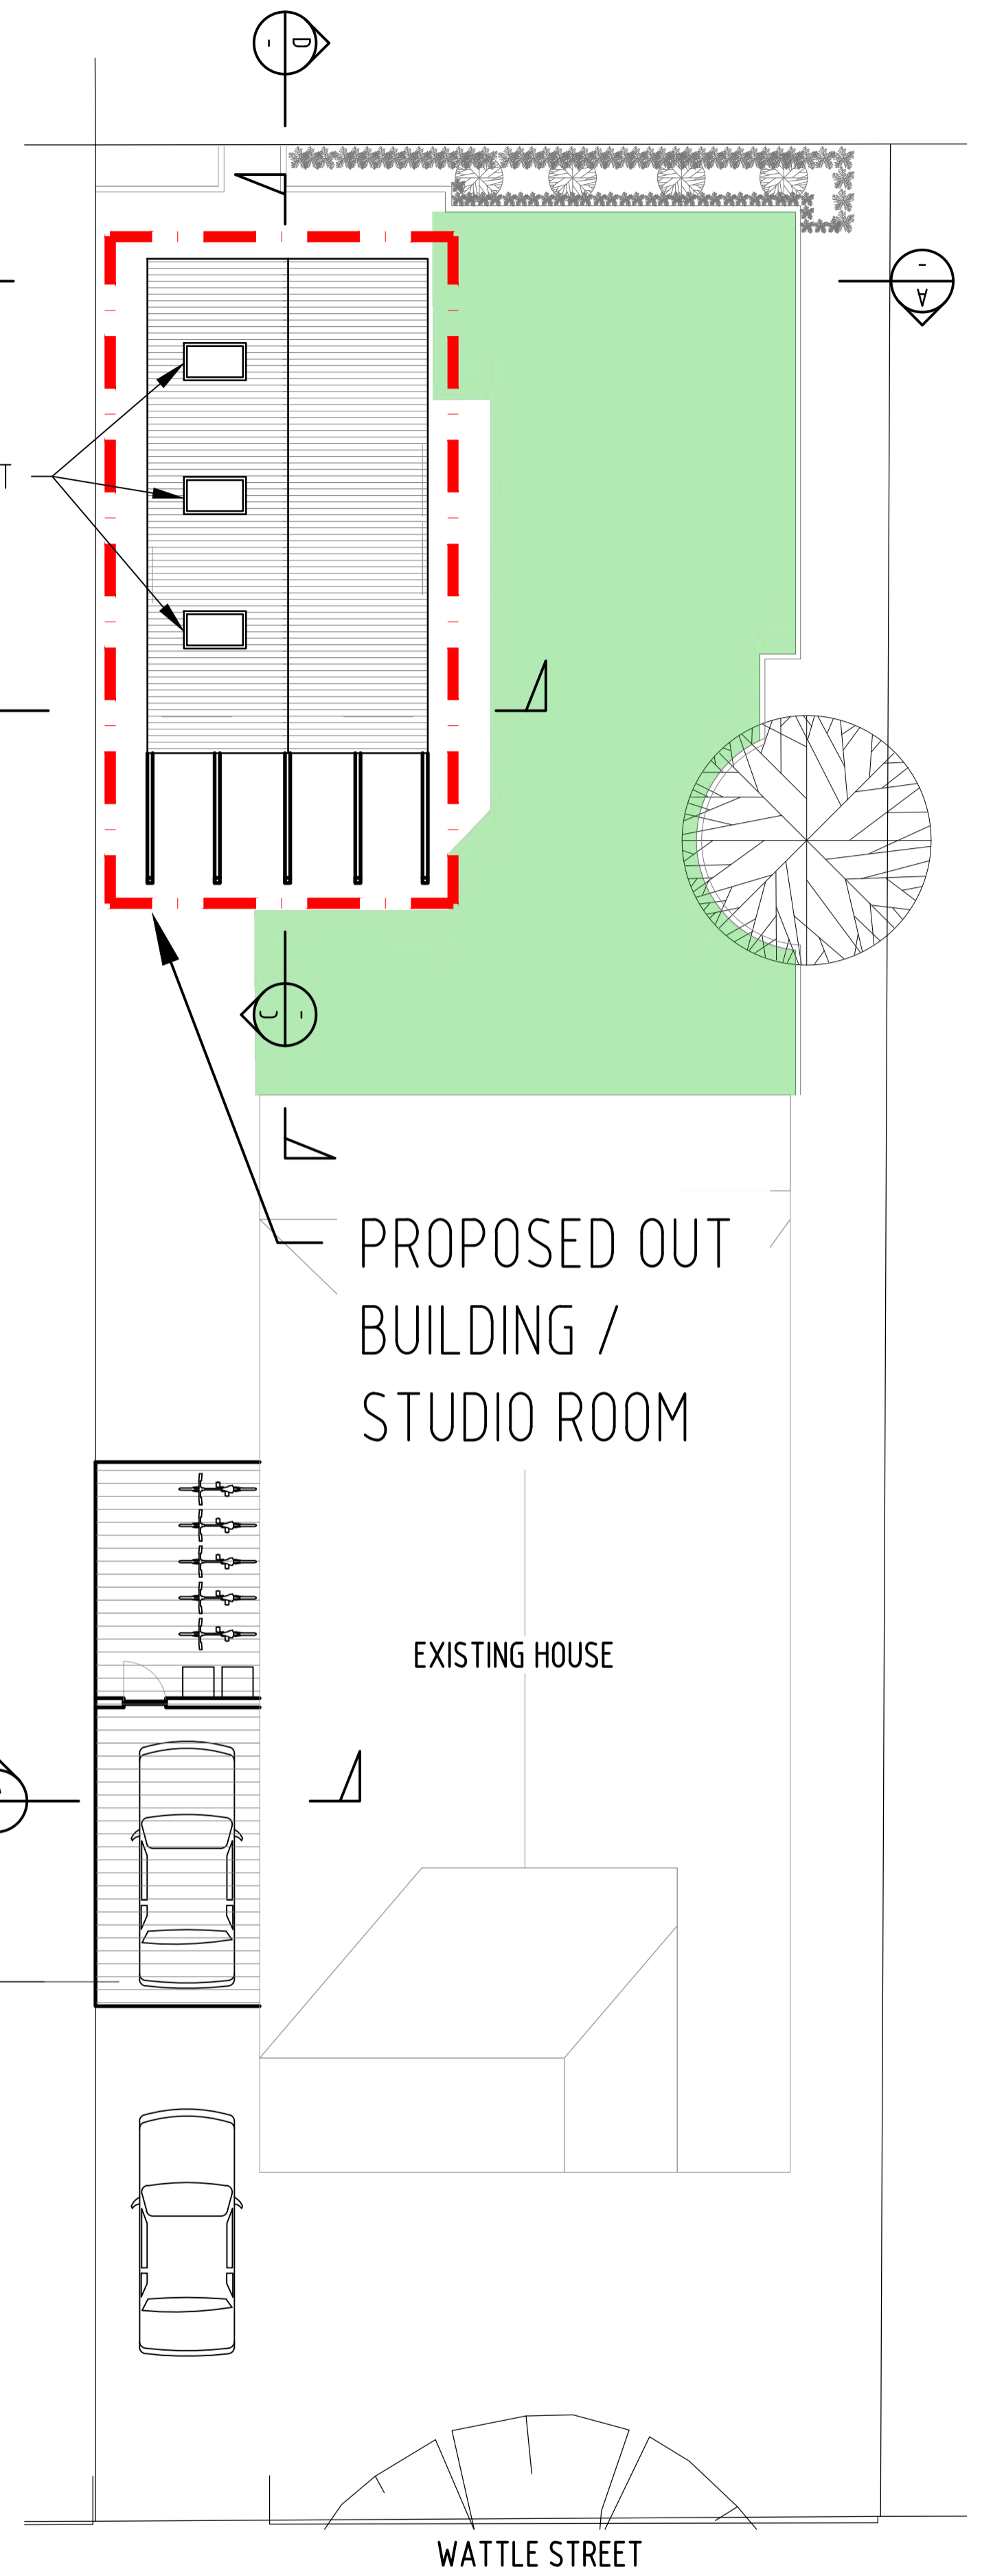 D
-
-
A
T
C
-
PROPOSED OUT
BUILDING /
STUDIO ROOM
EXISTING HOUSE
WATTLE STREET